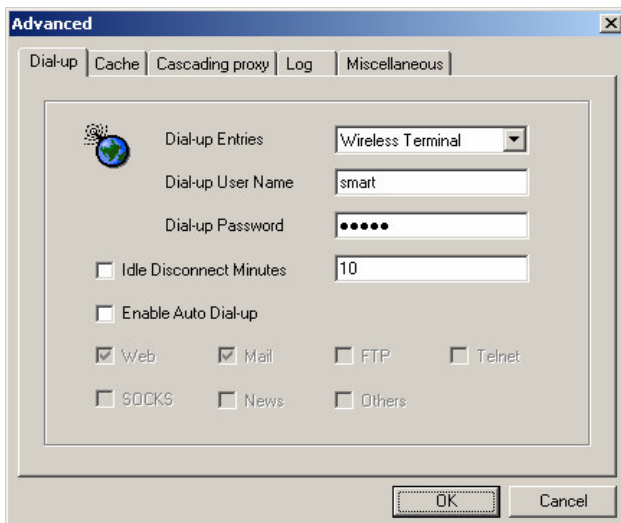 Advanced
Dial-up Cache Cascading proxy Log Miscellaneous
Dial-up Entries Wireless Terminal
Dial-up User Name smart
Dial-up Password •••••
Idle Disconnect Minutes 10
Enable Auto Dial-up
Web Mail FTP Telnet
SOCKS News Others
OK Cancel